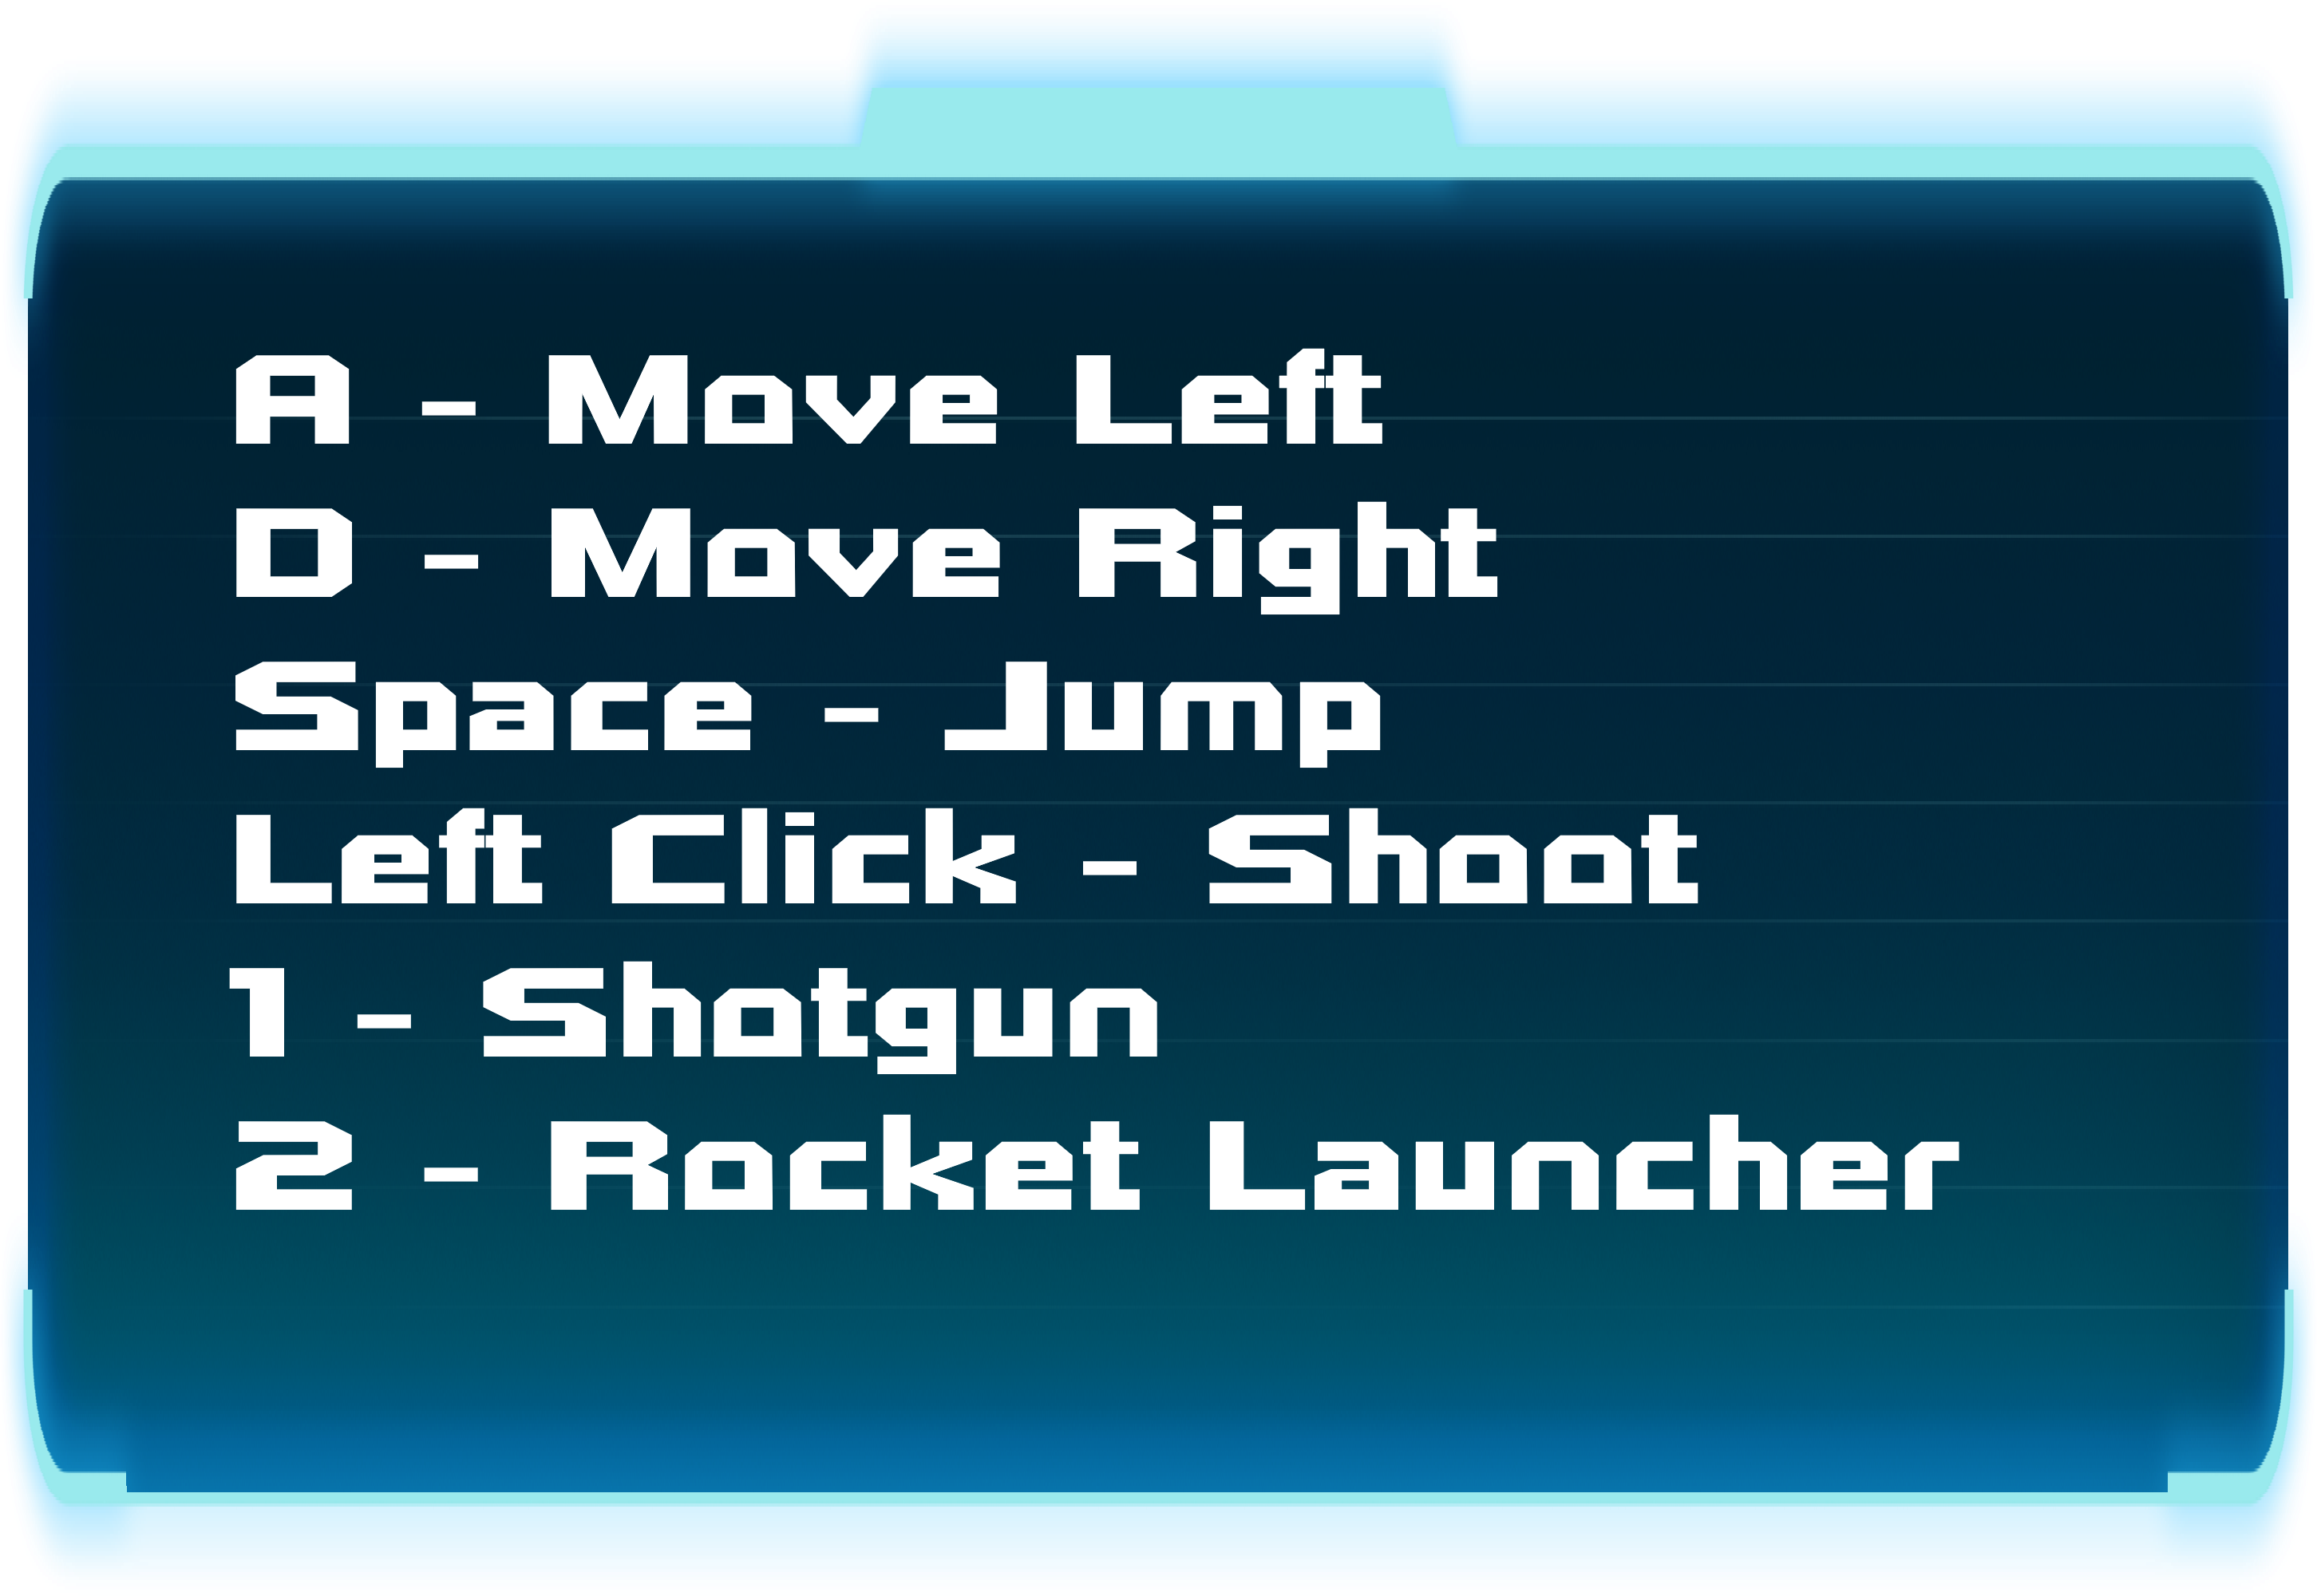 A - Move Left
D - Move Right
Space - Jump
Left Click - Shoot
1 - Shotgun
2 - Rocket Launcher